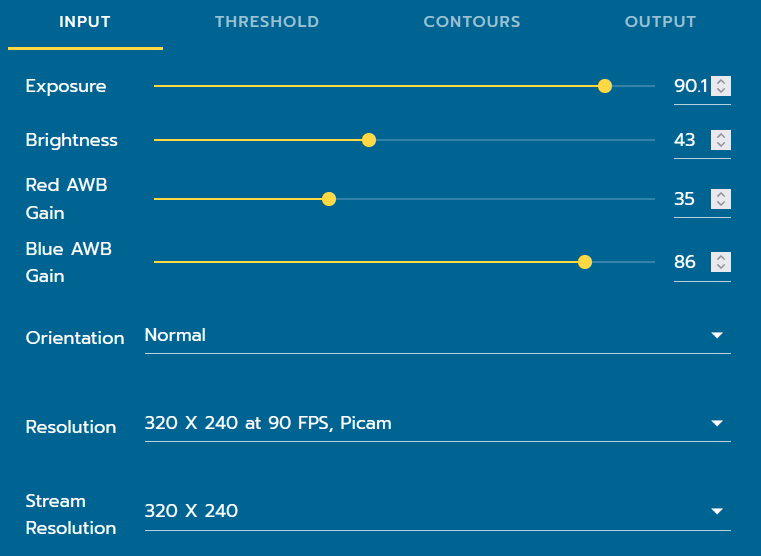 INPUT THRESHOLD CONTOURS OUTPUT
Exposure 90.1
Brightness 43
Red AWB
Gain 35
Blue AWB
Gain 86
Orientation Normal
Resolution 320 X 240 at 90 FPS, Picam
Stream
Resolution 320 X 240